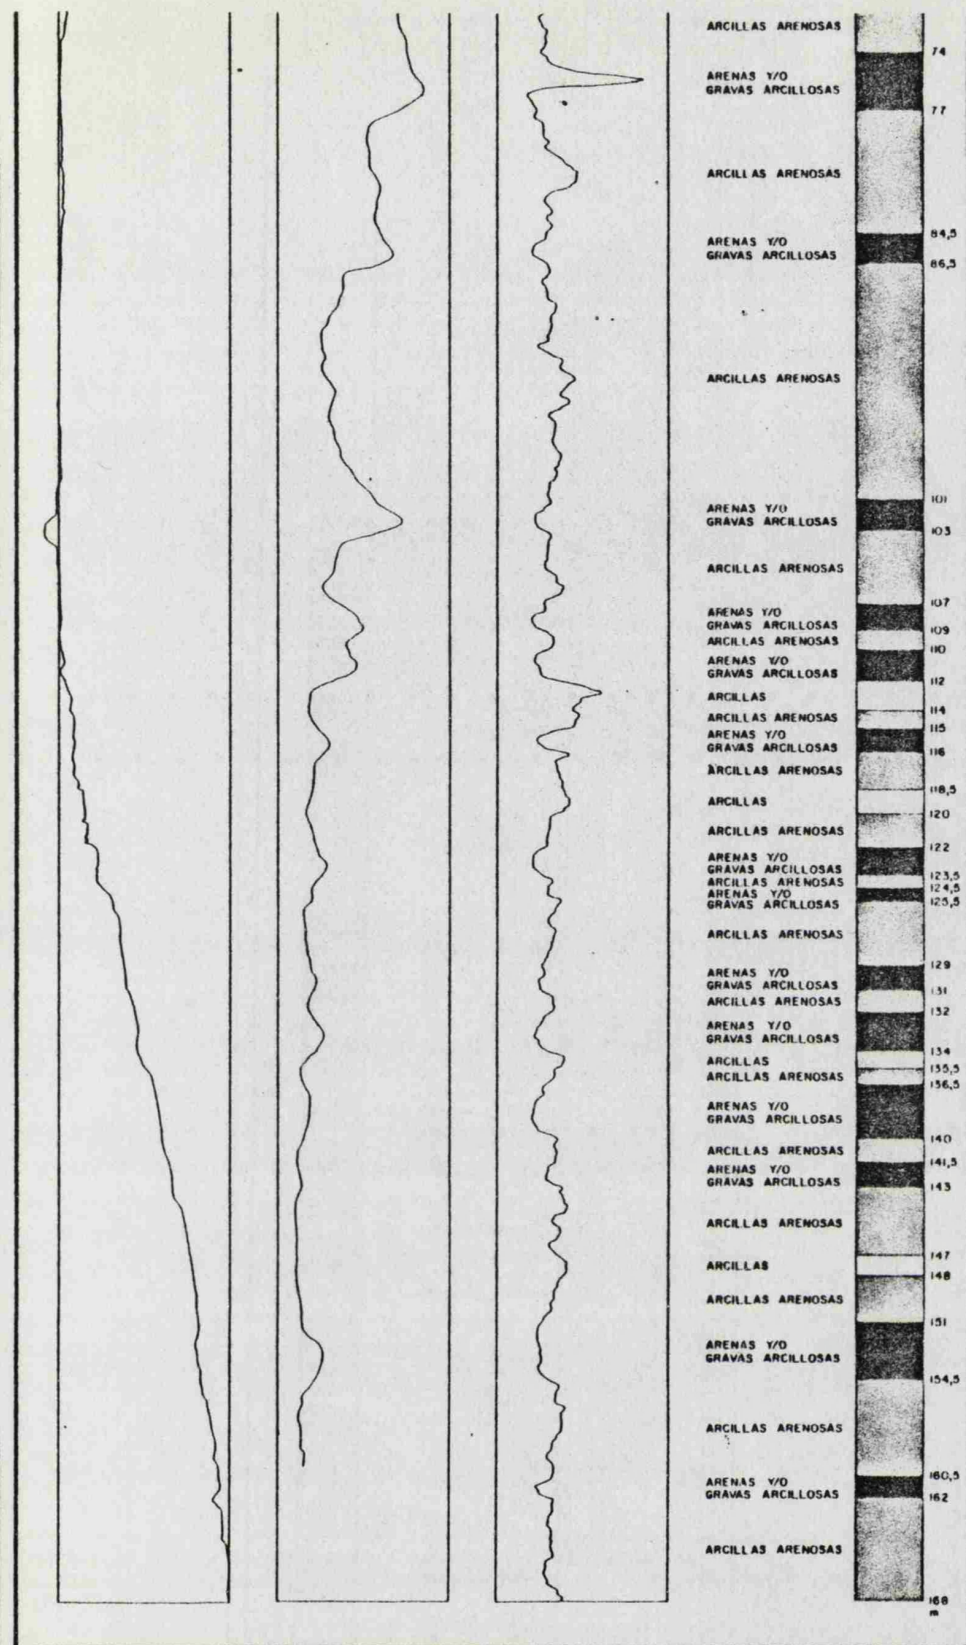 ARCILLAS ARENOSAS
74
ARENAS Y/O
GRAVAS ARCILLOSAS
77
ARCILLAS ARENOSAS
84,5
ARENAS Y/O
GRAVAS ARCILLOSAS
86,5
ARCILLAS ARENOSAS
101
ARENAS Y/O
GRAVAS ARCILLOSAS
103
ARCILLAS ARENOSAS
107
ARENAS Y/O
GRAVAS ARCILLOSAS
109
ARCILLAS ARENOSAS
110
ARENAS Y/O
GRAVAS ARCILLOSAS
112
ARCILLAS
114
ARCILLAS ARENOSAS
115
ARENAS Y/O
GRAVAS ARCILLOSAS
116
ARCILLAS ARENOSAS
118,5
ARCILLAS
120
ARCILLAS ARENOSAS
122
ARENAS Y/O
GRAVAS ARCILLOSAS
123,5
ARCILLAS ARENOSAS
124,5
ARENAS Y/O
GRAVAS ARCILLOSAS
125,5
ARCILLAS ARENOSAS
129
ARENAS Y/O
GRAVAS ARCILLOSAS
131
ARCILLAS ARENOSAS
132
ARENAS Y/O
GRAVAS ARCILLOSAS
134
ARCILLAS
135,5
ARCILLAS ARENOSAS
136,5
ARENAS Y/O
GRAVAS ARCILLOSAS
140
ARCILLAS ARENOSAS
141,5
ARENAS Y/O
GRAVAS ARCILLOSAS
143
ARCILLAS ARENOSAS
147
ARCILLAS
148
ARCILLAS ARENOSAS
151
ARENAS Y/O
GRAVAS ARCILLOSAS
154,5
ARCILLAS ARENOSAS
160,5
ARENAS Y/O
GRAVAS ARCILLOSAS
162
ARCILLAS ARENOSAS
168
m